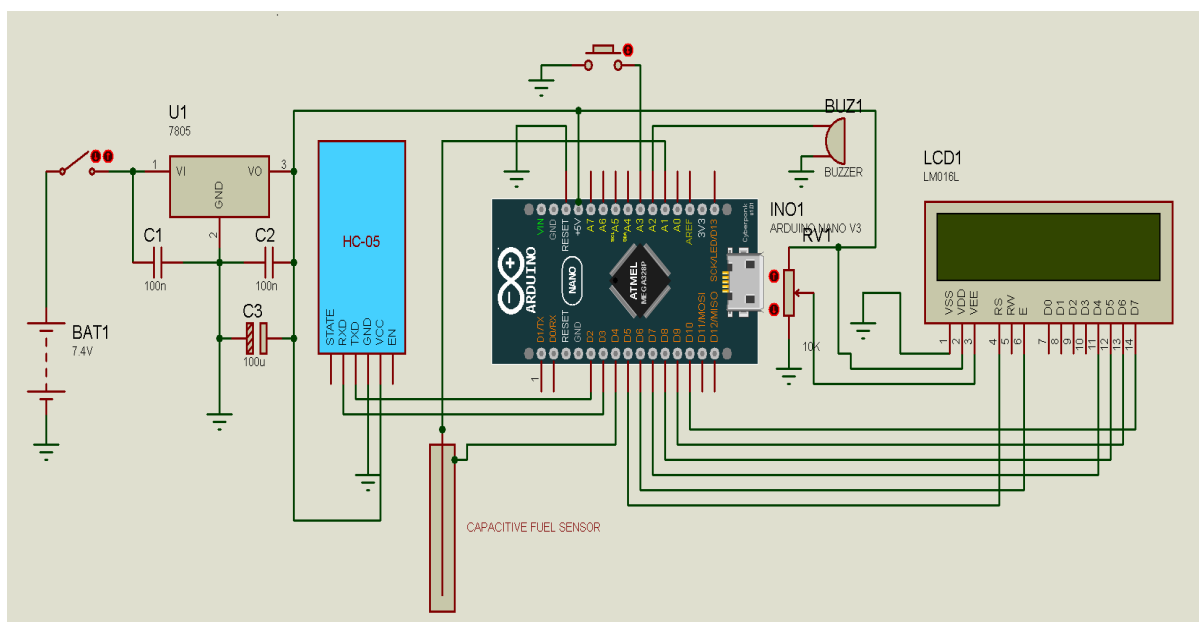 U1
7805
1
VI
VO
3
GND
2
C1
100n
C2
100n
C3
100u
BAT1
7.4V
HC-05
STATE
RXD
TXD
GND
VCC
EN
CAPACITIVE FUEL SENSOR
BUZ1
BUZZER
INO1
ARDUINO NANO V3
VIN
GND
RESET
+5V
A7
A6
SCL
A5
SDA
A4
A3
A2
A1
A0
AREF
3V3
SCK/LED/D13
ARDUINO
NANO
ATMEL
MEGA328P
Cyberponk
D1/TX
D0/RX
RESET
GND
D2
D3
D4
D5
D6
D7
D8
D9
D10
D11/MOSI
D12/MISO
1
RV1
10K
LCD1
LM016L
VSS
VDD
VEE
RS
RW
E
D0
D1
D2
D3
D4
D5
D6
D7
1
2
3
4
5
6
7
8
9
10
11
12
13
14